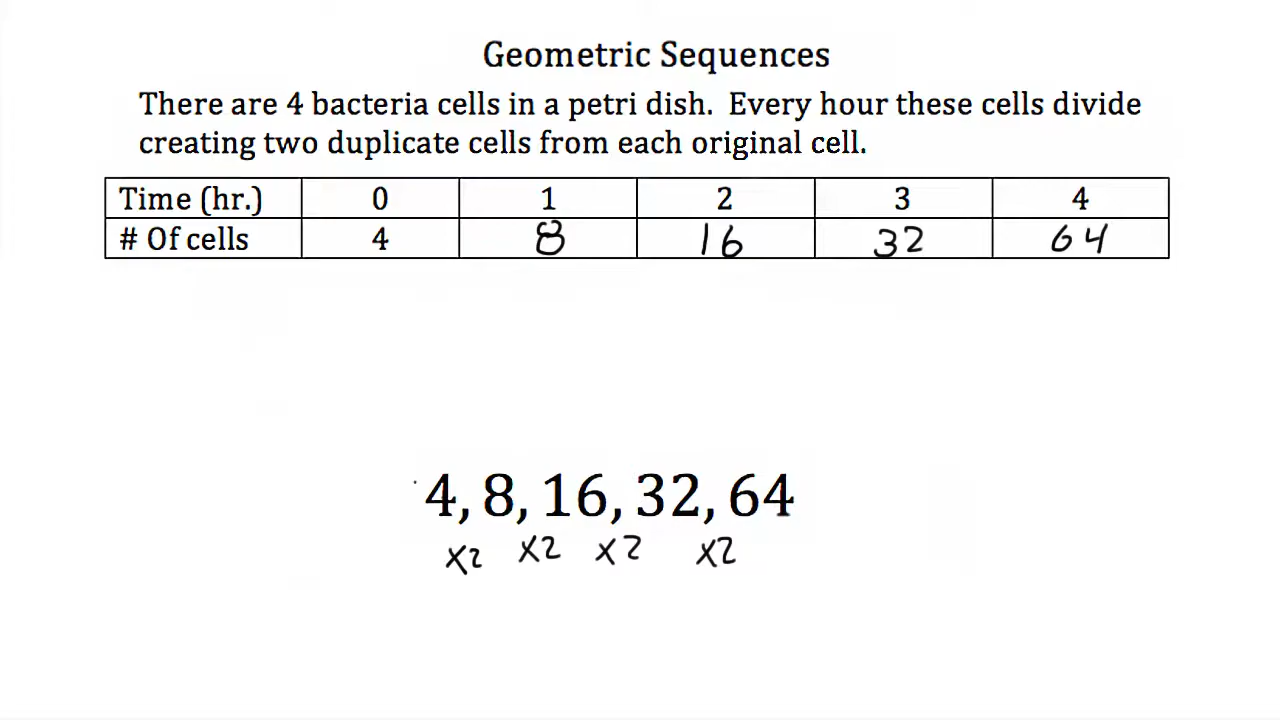 Geometric Sequences
There are 4 bacteria cells in a petri dish. Every hour these cells divide
creating two duplicate cells from each original cell.
Time (hr.) 0 1 2 3 4
# Of cells 4 8 16 32 64
4, 8, 16, 32, 64
x2 x2 x2 x2